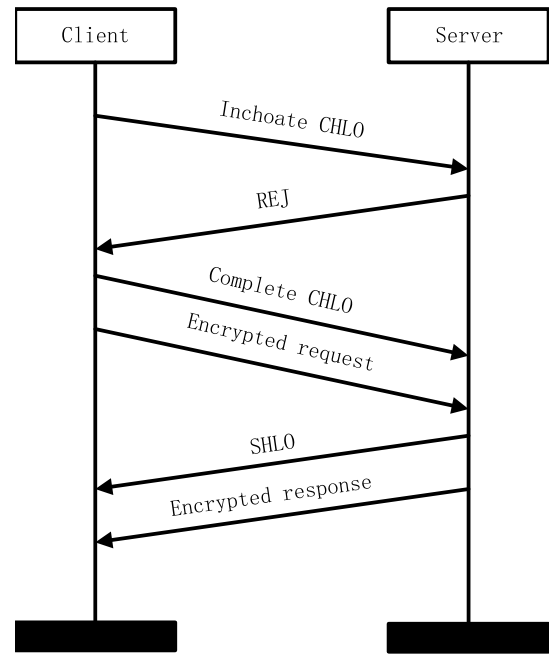 Client
Server
Inchoate CHLO
REJ
Complete CHLO
Encrypted request
SHLO
Encrypted response